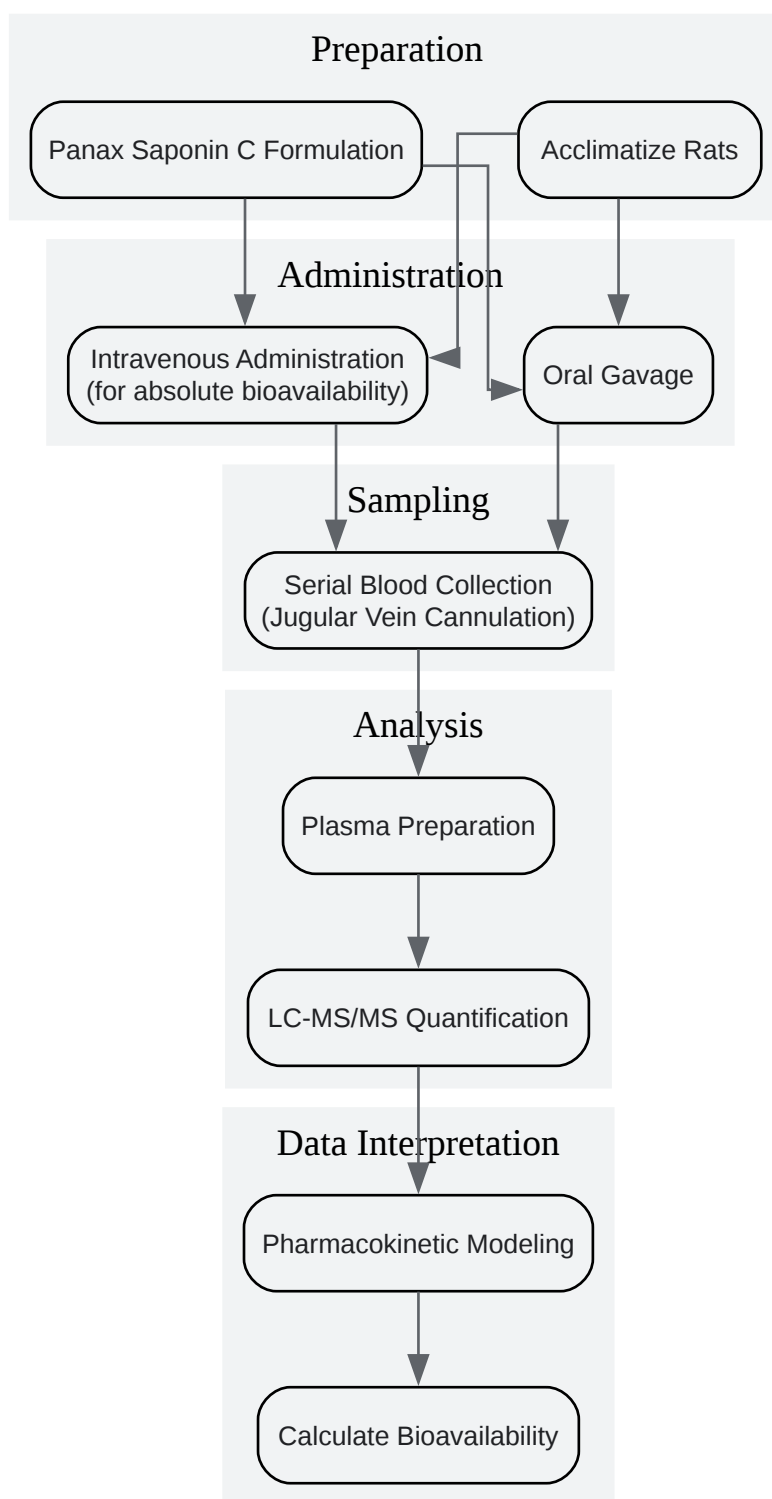 Preparation
Panax Saponin C Formulation
Acclimatize Rats
Administration
Intravenous Administration
(for absolute bioavailability)
Oral Gavage
Sampling
Serial Blood Collection
(Jugular Vein Cannulation)
Analysis
Plasma Preparation
LC-MS/MS Quantification
Data Interpretation
Pharmacokinetic Modeling
Calculate Bioavailability